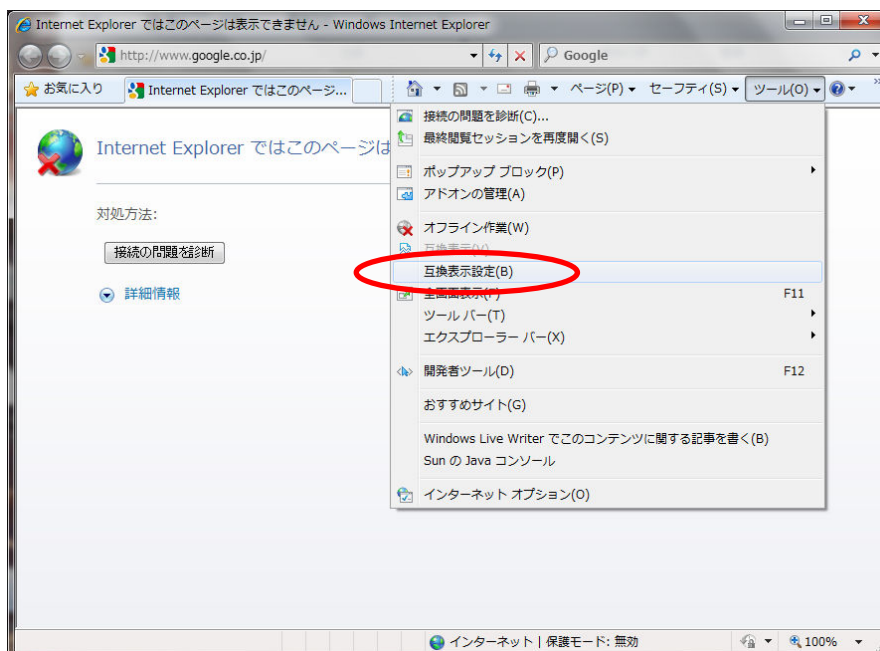 Internet Explorer ではこのページは表示できません - Windows Internet Explorer
http://www.google.co.jp/
Google
お気に入り
Internet Explorer ではこのページ...
ページ(P)
セーフティ(S)
ツール(O)
»
Internet Explorer ではこのページは
対処方法:
接続の問題を診断
詳細情報
接続の問題を診断(C)...
最終閲覧セッションを再度開く(S)
ポップアップ ブロック(P)
アドオンの管理(A)
オフライン作業(W)
互換表示(V)
互換表示設定(B)
全画面表示(F) F11
ツール バー(T)
エクスプローラー バー(X)
開発者ツール(D) F12
おすすめサイト(G)
Windows Live Writer でこのコンテンツに関する記事を書く(B)
Sun の Java コンソール
インターネット オプション(O)
インターネット | 保護モード: 無効
100%